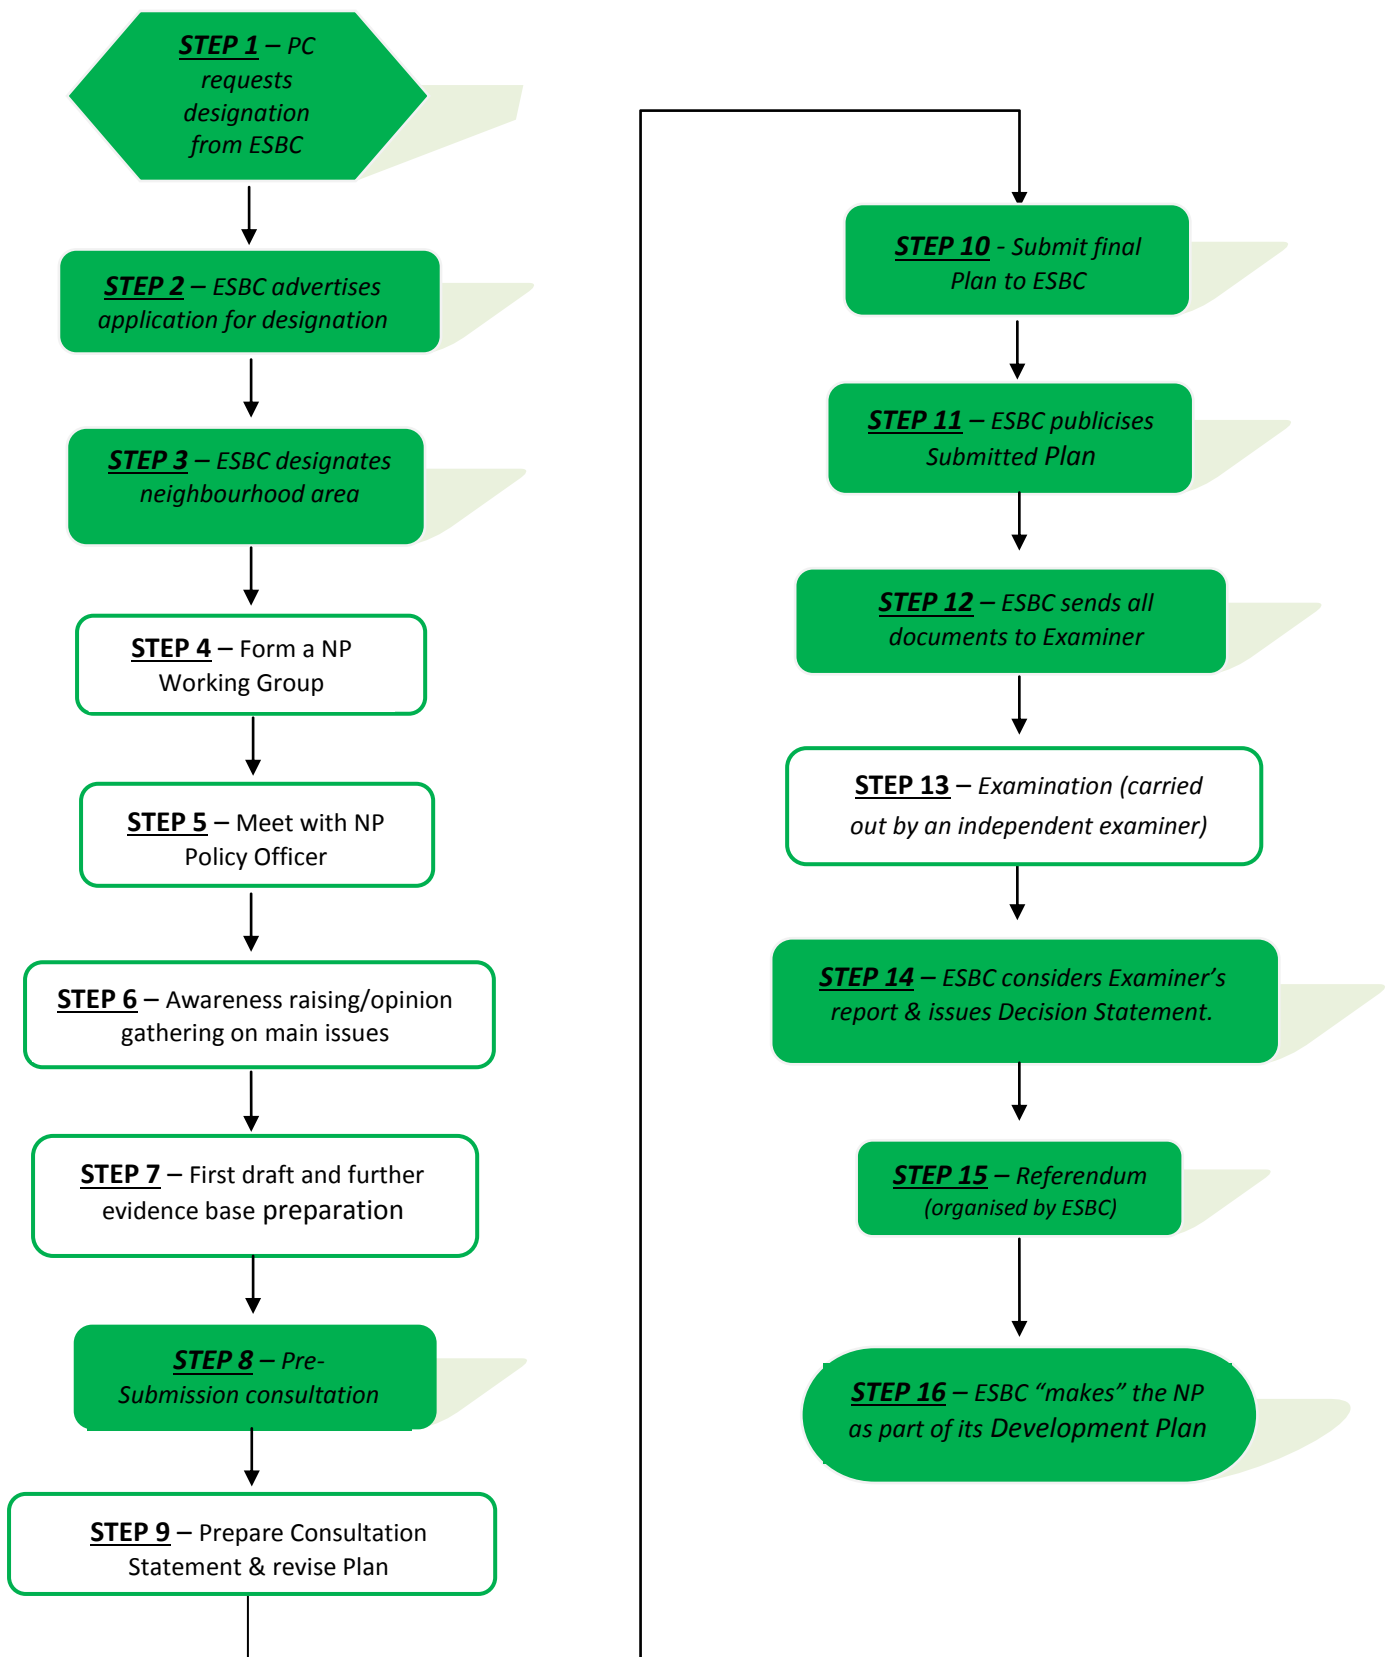 STEP 1 – PC
requests
designation
from ESBC
STEP 2 – ESBC advertises
application for designation
STEP 3 – ESBC designates
neighbourhood area
STEP 4 – Form a NP
Working Group
STEP 5 – Meet with NP
Policy Officer
STEP 6 – Awareness raising/opinion
gathering on main issues
STEP 7 – First draft and further
evidence base preparation
STEP 8 – Pre-
Submission consultation
STEP 9 – Prepare Consultation
Statement & revise Plan
STEP 10 - Submit final
Plan to ESBC
STEP 11 – ESBC publicises
Submitted Plan
STEP 12 – ESBC sends all
documents to Examiner
STEP 13 – Examination (carried
out by an independent examiner)
STEP 14 – ESBC considers Examiner’s
report & issues Decision Statement.
STEP 15 – Referendum
(organised by ESBC)
STEP 16 – ESBC “makes” the NP
as part of its Development Plan